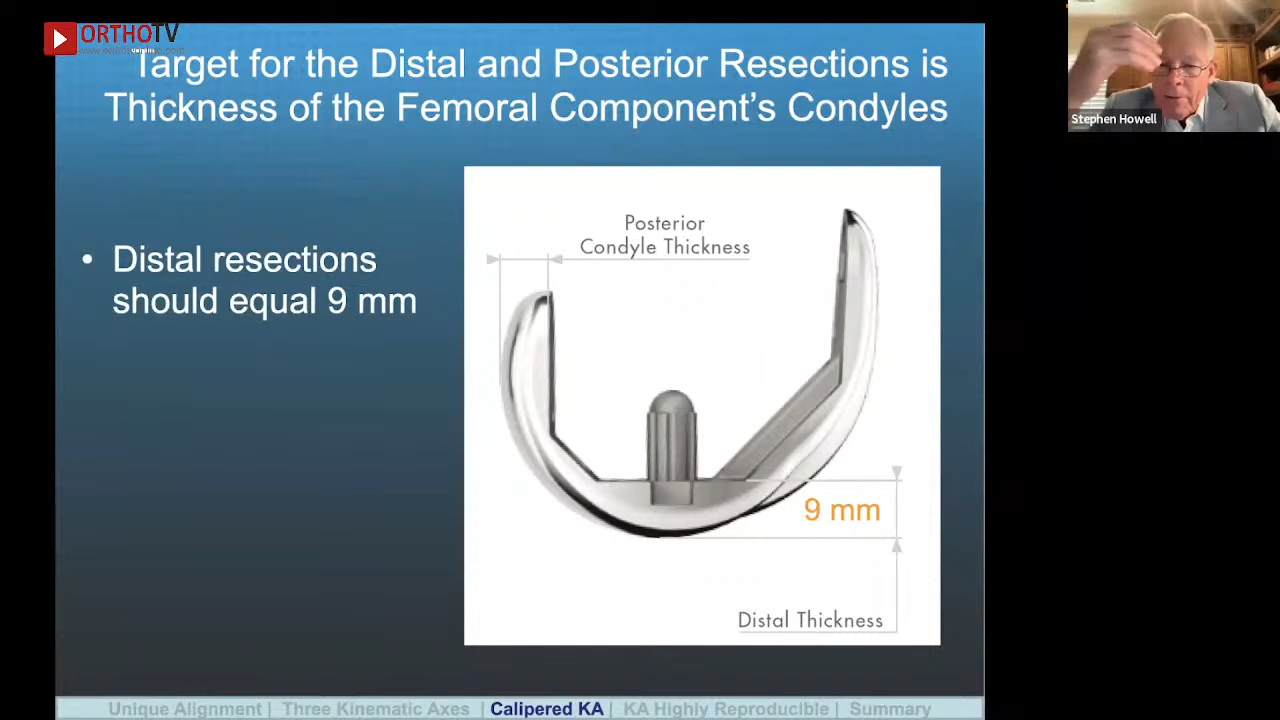 ORTHOTV
Target for the Distal and Posterior Resections is
Thickness of the Femoral Component's Condyles
Stephen Howell
Posterior
Condyle Thickness
• Distal resections
should equal 9 mm
9 mm
Distal Thickness
Unique Alignment | Three Kinematic Axes | Calipered KA | KA Highly Reproducible | Summary